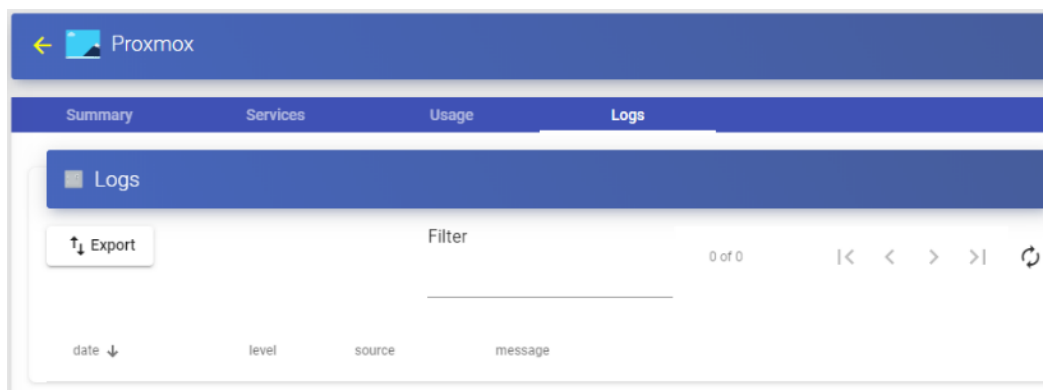 Proxmox
Summary Services Usage Logs
Logs
Export
Filter
0 of 0
date level source message